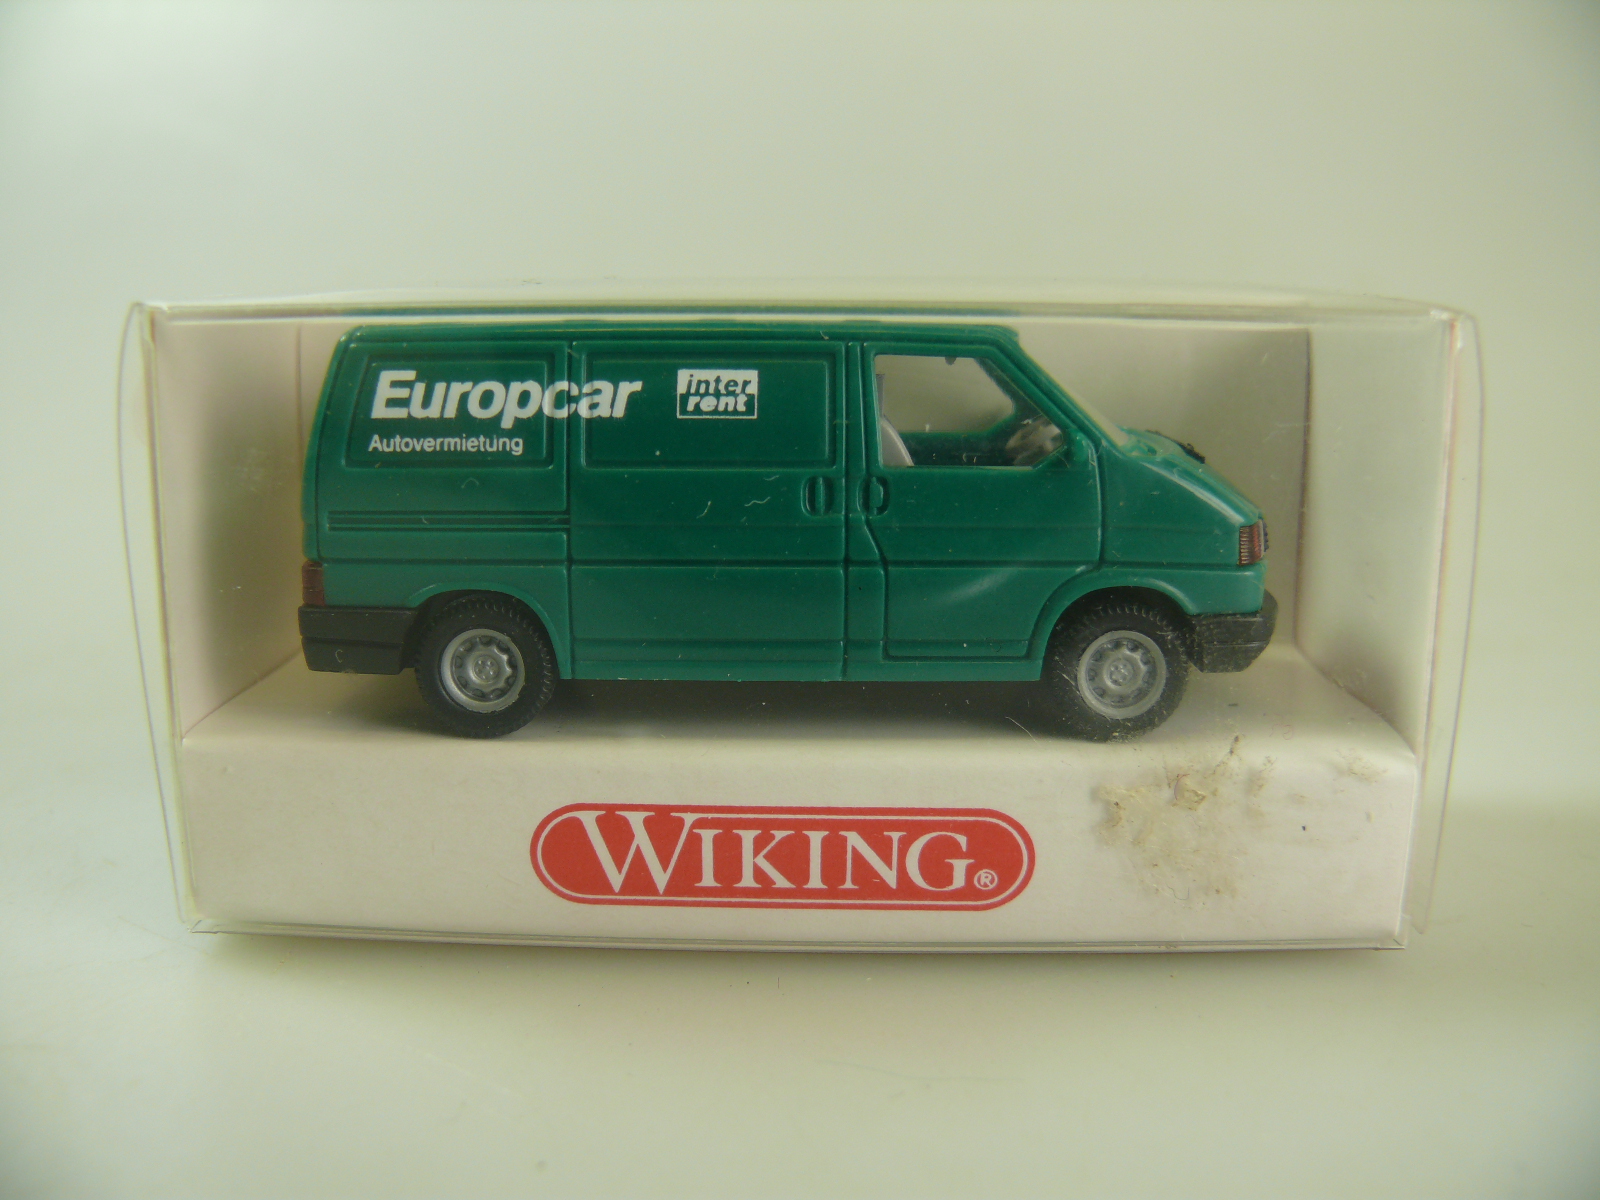 Europcar
inter
rent
Autovermietung
C
WIKING®